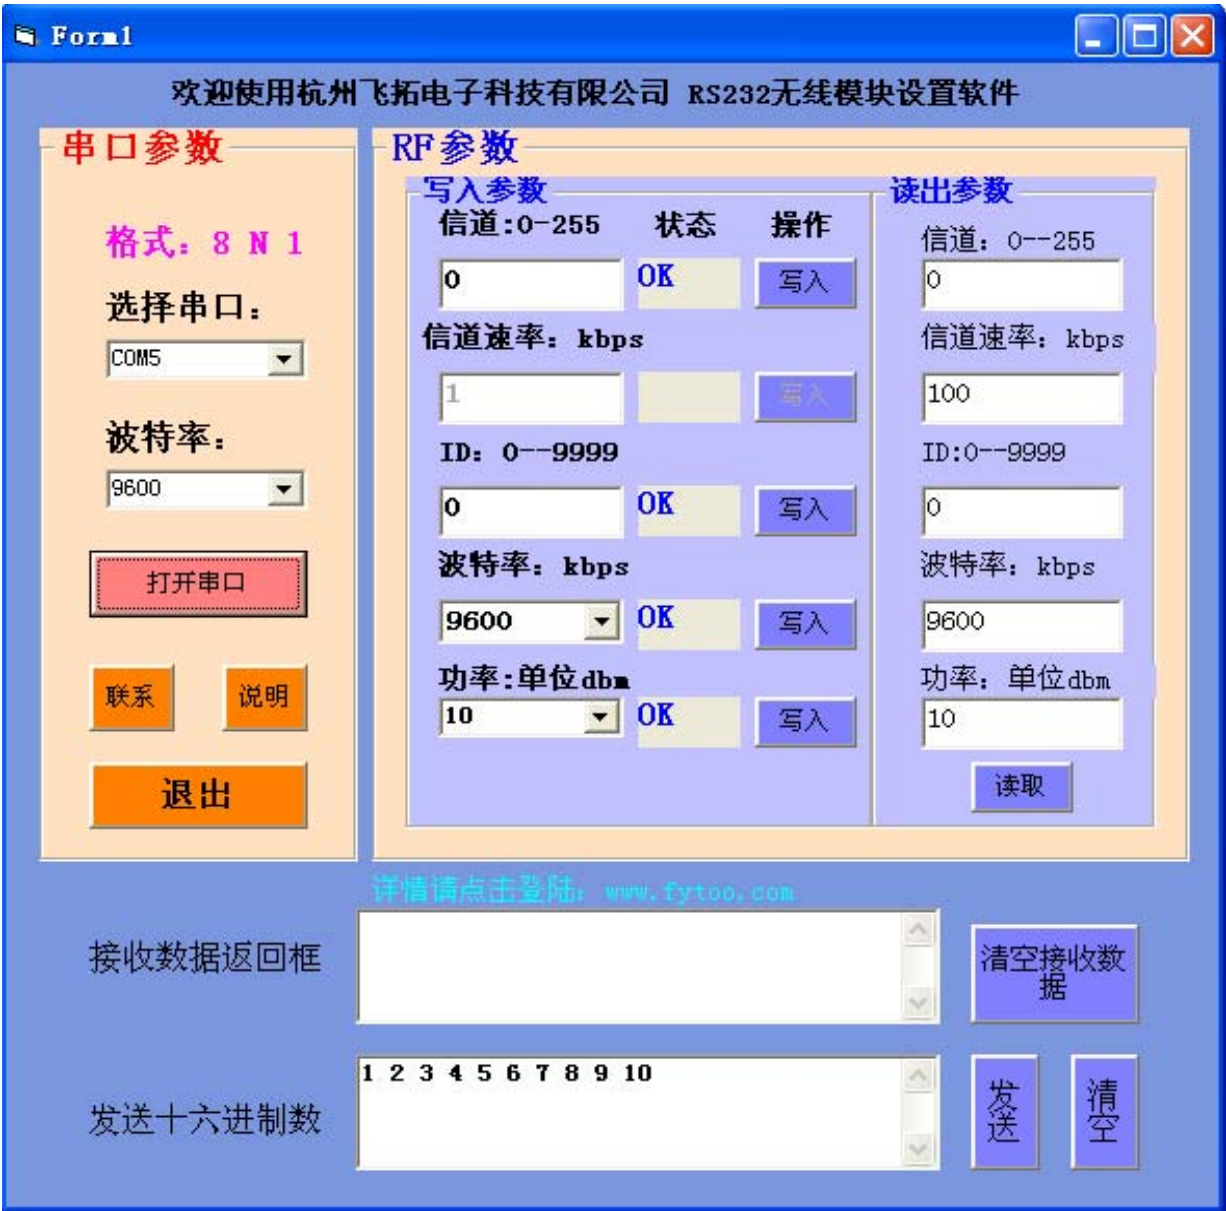 Form1
欢迎使用杭州飞拓电子科技有限公司 RS232无线模块设置软件
串口参数
格式：8 N 1
选择串口：
COM5
波特率：
9600
打开串口
联系 说明
退出
RF参数
写入参数
信道:0-255 状态 操作
0 OK 写入
信道速率：kbps
1 写入
ID：0--9999
0 OK 写入
波特率：kbps
9600 OK 写入
功率:单位dbm
10 OK 写入
读出参数
信道：0--255
0
信道速率：kbps
100
ID:0--9999
0
波特率：kbps
9600
功率：单位dbm
10
读取
详情请点击登陆：www.fytoo.com
接收数据返回框
清空接收数
据
发送十六进制数
1 2 3 4 5 6 7 8 9 10
发送
清空